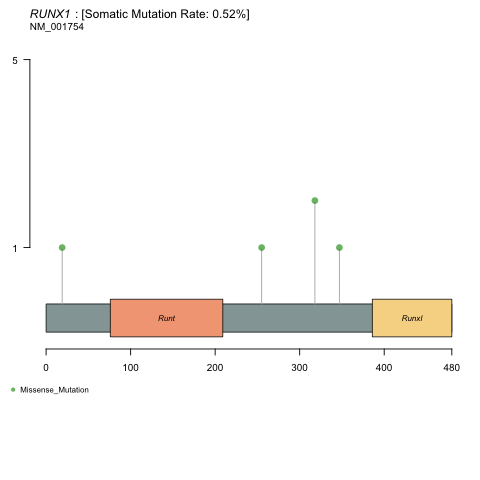 RUNX1 : [Somatic Mutation Rate: 0.52%]
NM_001754
5
1
Runt
RunxI
0 100 200 300 400 480
Missense_Mutation